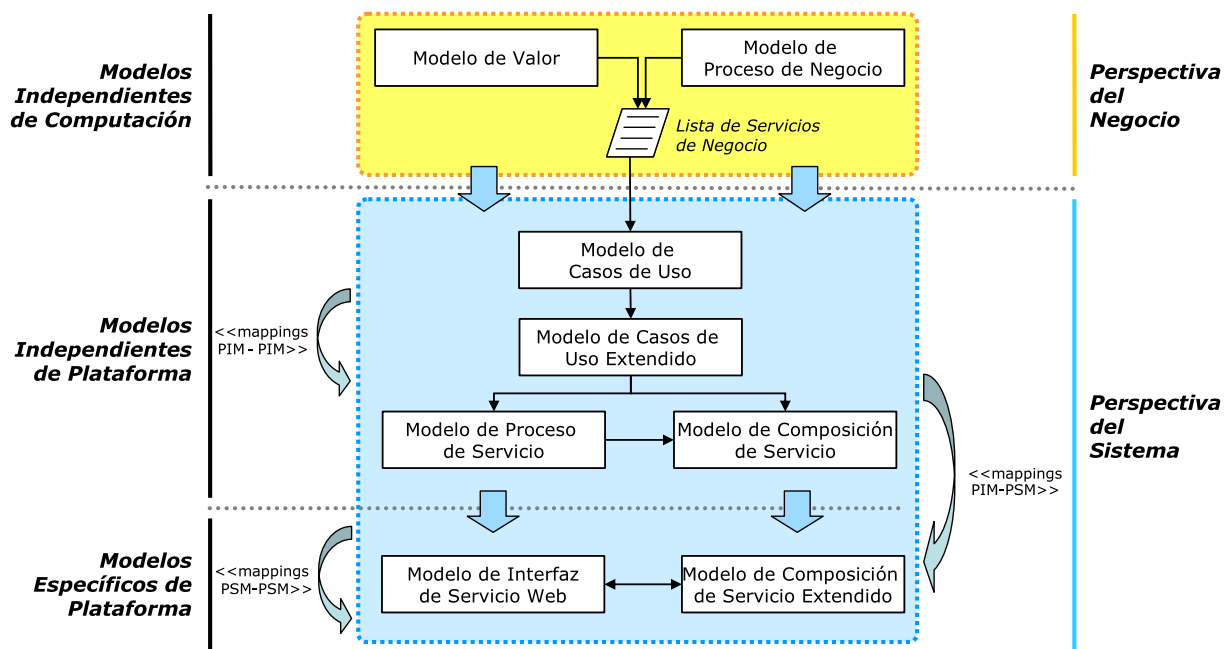 Modelos
Independientes
de Computación
Modelo de Valor
Modelo de
Proceso de Negocio
Lista de Servicios
de Negocio
Perspectiva
del
Negocio
Modelos
Independientes
de Plataforma
<<mappings
PIM - PIM>>
Modelo de
Casos de Uso
Modelo de Casos de
Uso Extendido
Modelo de Proceso
de Servicio
Modelo de Composición
de Servicio
Perspectiva
del
Sistema
<<mappings
PIM-PSM>>
Modelos
Específicos de
Plataforma
<<mappings
PSM-PSM>>
Modelo de Interfaz
de Servicio Web
Modelo de Composición
de Servicio Extendido